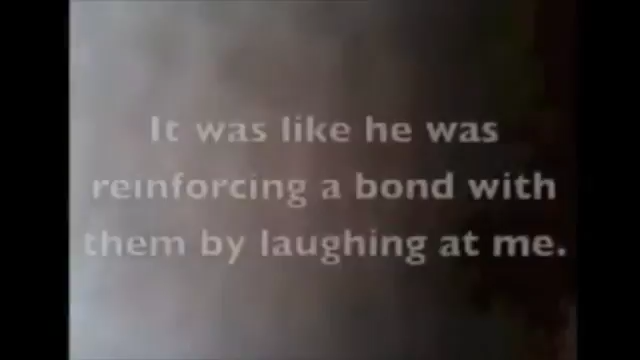 It was like he was
reinforcing a bond with
them by laughing at me.